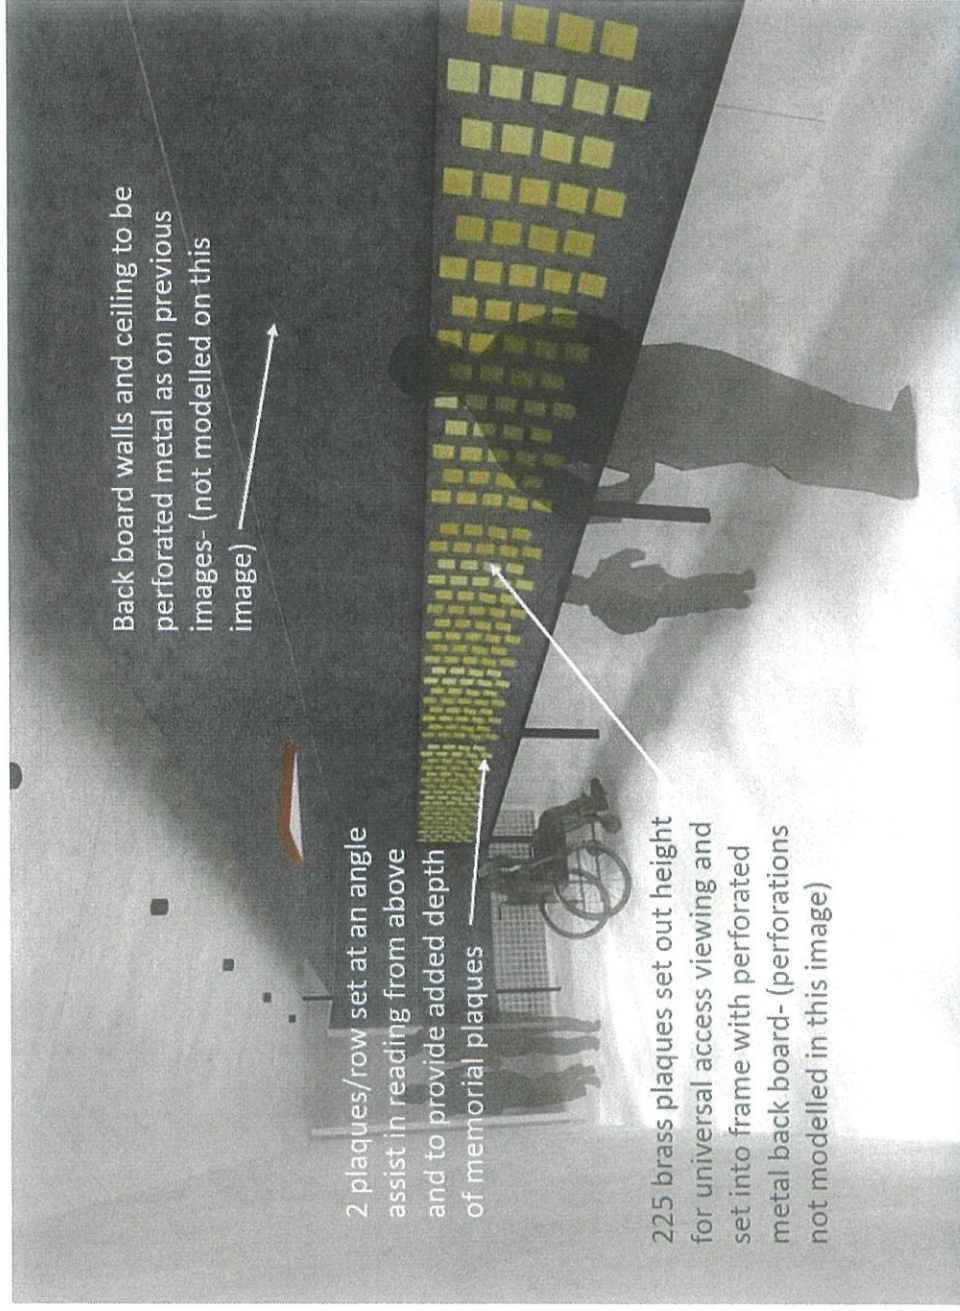 Back board walls and ceiling to be
perforated metal as on previous
images- (not modelled on this
image)
2 plaques/row set at an angle
assist in reading from above
and to provide added depth
of memorial plaques
225 brass plaques set out height
for universal access viewing and
set into frame with perforated
metal back board- (perforations
not modelled in this image)